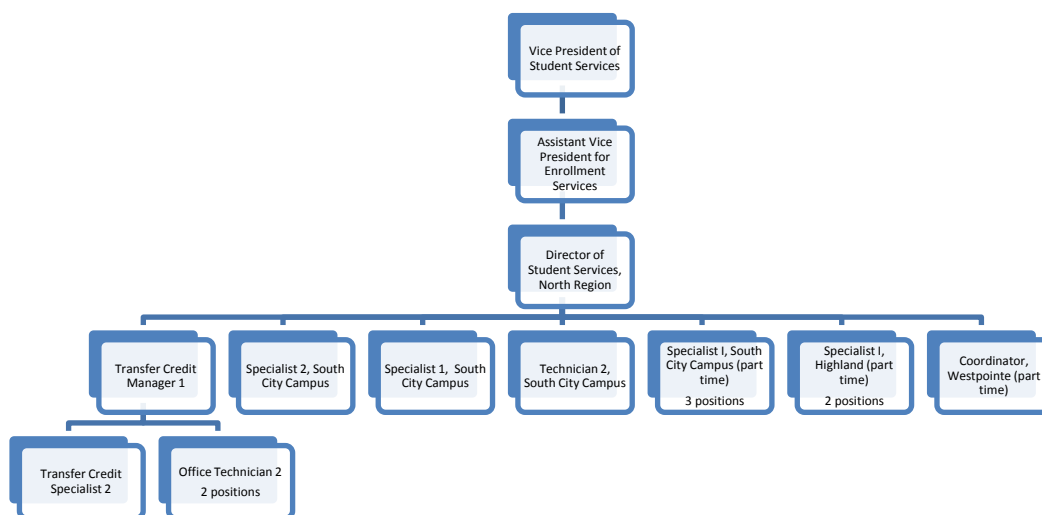 Vice President of
Student Services
Assistant Vice
President for
Enrollment
Services
Director of
Student Services,
North Region
Transfer Credit
Manager 1
Specialist 2, South
City Campus
Specialist 1, South
City Campus
Technician 2,
South City Campus
Specialist I, South
City Campus (part
time)
3 positions
Specialist I,
Highland (part
time)
2 positions
Coordinator,
Westpointe (part
time)
Transfer Credit
Specialist 2
Office Technician 2
2 positions